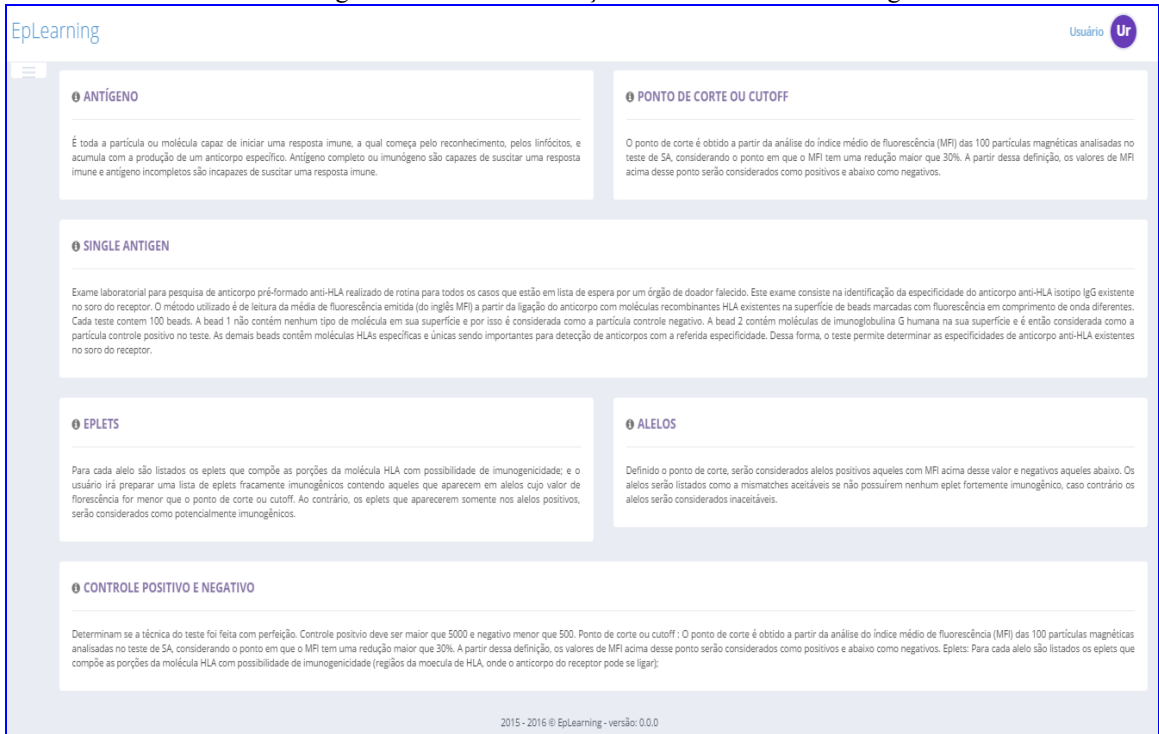 EpLearning
Usuário Ur
ANTÍGENO
É toda a partícula ou molécula capaz de iniciar uma resposta imune, a qual começa pelo reconhecimento, pelos linfócitos, e
acumula com a produção de um anticorpo específico. Antígeno completo ou imunógeno são capazes de suscitar uma resposta
imune e antígeno incompletos são incapazes de suscitar uma resposta imune.
PONTO DE CORTE OU CUTOFF
O ponto de corte é obtido a partir da análise do índice médio de fluorescência (MFI) das 100 partículas magnéticas analisadas no
teste de SA, considerando o ponto em que o MFI tem uma redução maior que 30%. A partir dessa definição, os valores de MFI
acima desse ponto serão considerados como positivos e abaixo como negativos.
SINGLE ANTIGEN
Exame laboratorial para pesquisa de anticorpo pré-formado anti-HLA realizado de rotina para todos os casos que estão em lista de espera por um órgão de doador falecido. Este exame consiste na identificação da especificidade do anticorpo anti-HLA isotipo IgG existente
no soro do receptor. O método utilizado é de leitura da média de fluorescência emitida (do inglês MFI) a partir da ligação do anticorpo com moléculas recombinantes HLA existentes na superfície de beads marcadas com fluorescência em comprimento de onda diferentes.
Cada teste contem 100 beads. A bead 1 não contém nenhum tipo de molécula em sua superfície e por isso é considerada como a partícula controle negativo. A bead 2 contém moléculas de imunoglobulina G humana na sua superfície e é então considerada como a
partícula controle positivo no teste. As demais beads contêm moléculas HLAs específicas e únicas sendo importantes para detecção de anticorpos com a referida especificidade. Dessa forma, o teste permite determinar as especificidades de anticorpo anti-HLA existentes
no soro do receptor.
EPLETS
Para cada alelo são listados os eplets que compõe as porções da molécula HLA com possibilidade de imunogenicidade; e o
usuário irá preparar uma lista de eplets fracamente imunogênicos contendo aqueles que aparecem em alelos cujo valor de
florescência for menor que o ponto de corte ou cutoff. Ao contrário, os eplets que aparecerem somente nos alelos positivos,
serão considerados como potencialmente imunogênicos.
ALELOS
Definido o ponto de corte, serão considerados alelos positivos aqueles com MFI acima desse valor e negativos aqueles abaixo. Os
alelos serão listados como a mismatches aceitáveis se não possuírem nenhum eplet fortemente imunogênico, caso contrário os
alelos serão considerados inaceitáveis.
CONTROLE POSITIVO E NEGATIVO
Determinam se a técnica do teste foi feita com perfeição. Controle positvio deve ser maior que 5000 e negativo menor que 500. Ponto de corte ou cutoff : O ponto de corte é obtido a partir da análise do índice médio de fluorescência (MFI) das 100 partículas magnéticas
analisadas no teste de SA, considerando o ponto em que o MFI tem uma redução maior que 30%. A partir dessa definição, os valores de MFI acima desse ponto serão considerados como positivos e abaixo como negativos. Eplets: Para cada alelo são listados os eplets que
compõe as porções da molécula HLA com possibilidade de imunogenicidade (regiãos da moecula de HLA, onde o anticorpo do receptor pode se ligar);
2015 - 2016 © EpLearning - versão: 0.0.0